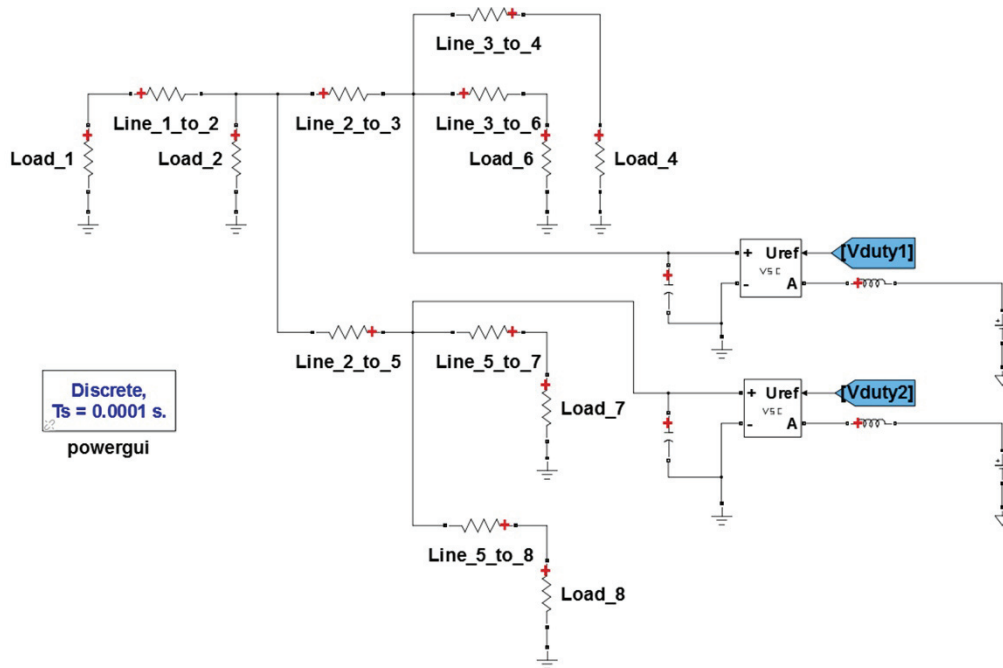 Line_3_to_4
Line_1_to_2
Line_2_to_3
Line_3_to_6
Load_1
Load_2
Load_6
Load_4
+ Uref
VSC
- A
[Vduty1]
Line_2_to_5
Line_5_to_7
Discrete,
Ts = 0.0001 s.
powergui
Load_7
+ Uref
VSC
- A
[Vduty2]
Line_5_to_8
Load_8